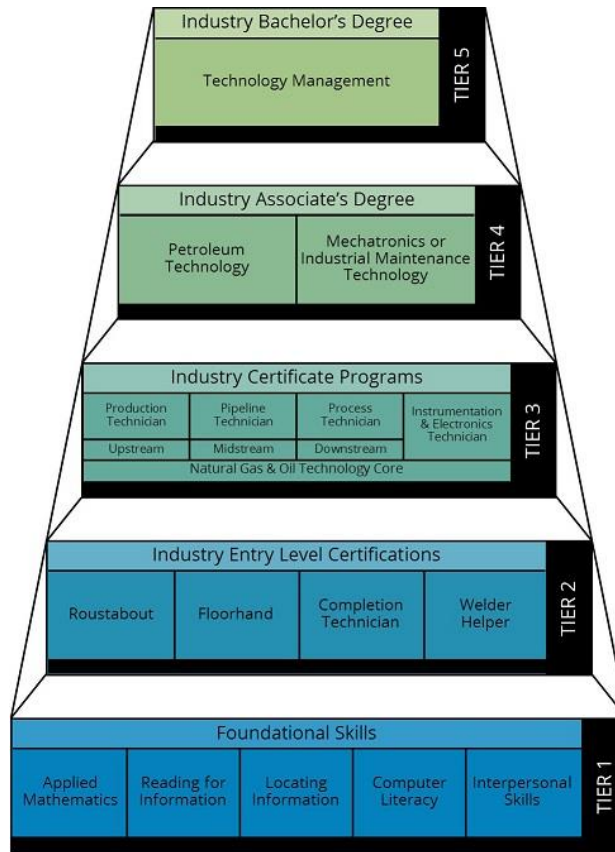 Industry Bachelor's Degree
Technology Management
TIER 5
Industry Associate's Degree
Petroleum
Technology
Mechatronics or
Industrial Maintenance
Technology
TIER 4
Industry Certificate Programs
Production
Technician
Pipeline
Technician
Process
Technician
Instrumentation
& Electronics
Technician
Upstream
Midstream
Downstream
Natural Gas & Oil Technology Core
TIER 3
Industry Entry Level Certifications
Roustabout
Floorhand
Completion
Technician
Welder
Helper
TIER 2
Foundational Skills
Applied
Mathematics
Reading for
Information
Locating
Information
Computer
Literacy
Interpersonal
Skills
TIER 1